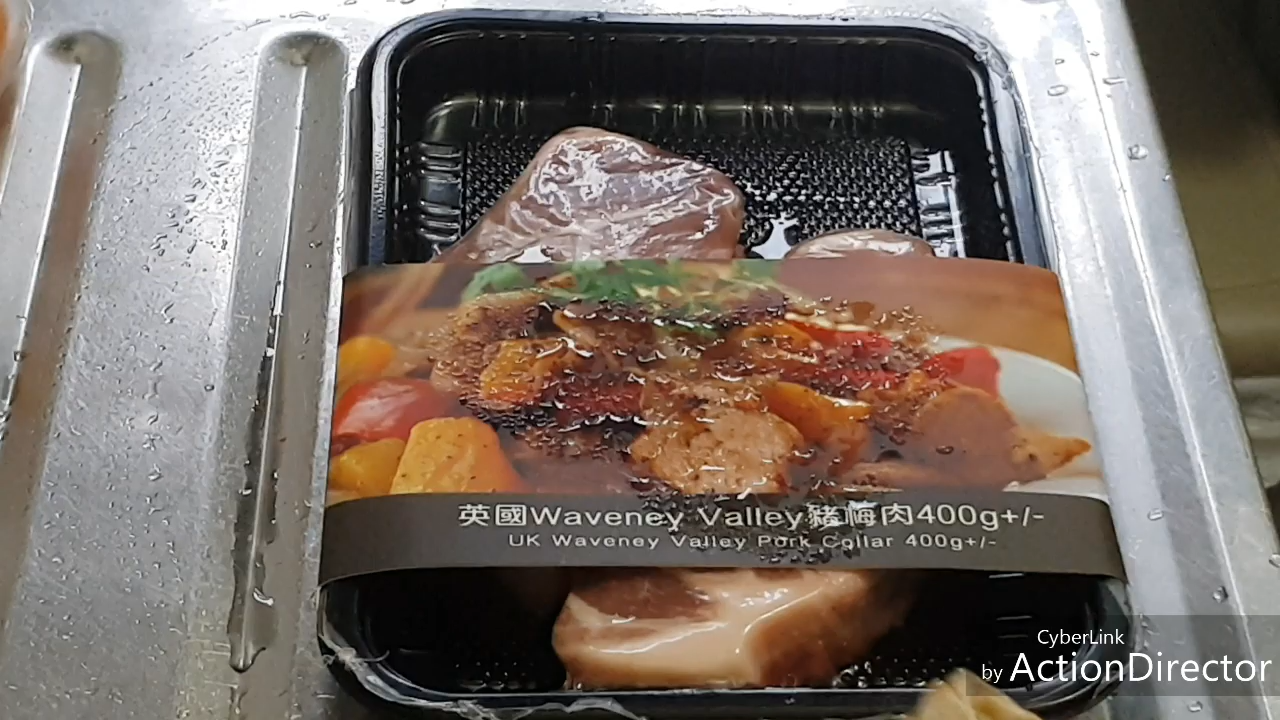 英國Waveney Valley豬梅肉400g+/-
UK Waveney Valley Pork Collar 400g+/-
CyberLink
by ActionDirector